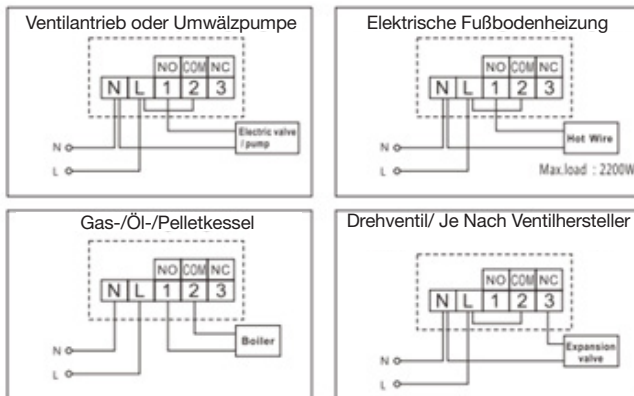 Ventilantrieb oder Umwälzpumpe
NO COM NC
N L 1 2 3
Electric valve
/ pump
N
L
Elektrische Fußbodenheizung
NO COM NC
N L 1 2 3
Hot Wire
N
L
Max.load : 2200W
Gas-/Öl-/Pelletkessel
NO COM NC
N L 1 2 3
Boiler
N
L
Drehventil/ Je Nach Ventilhersteller
NO COM NC
N L 1 2 3
Expansion
valve
N
L